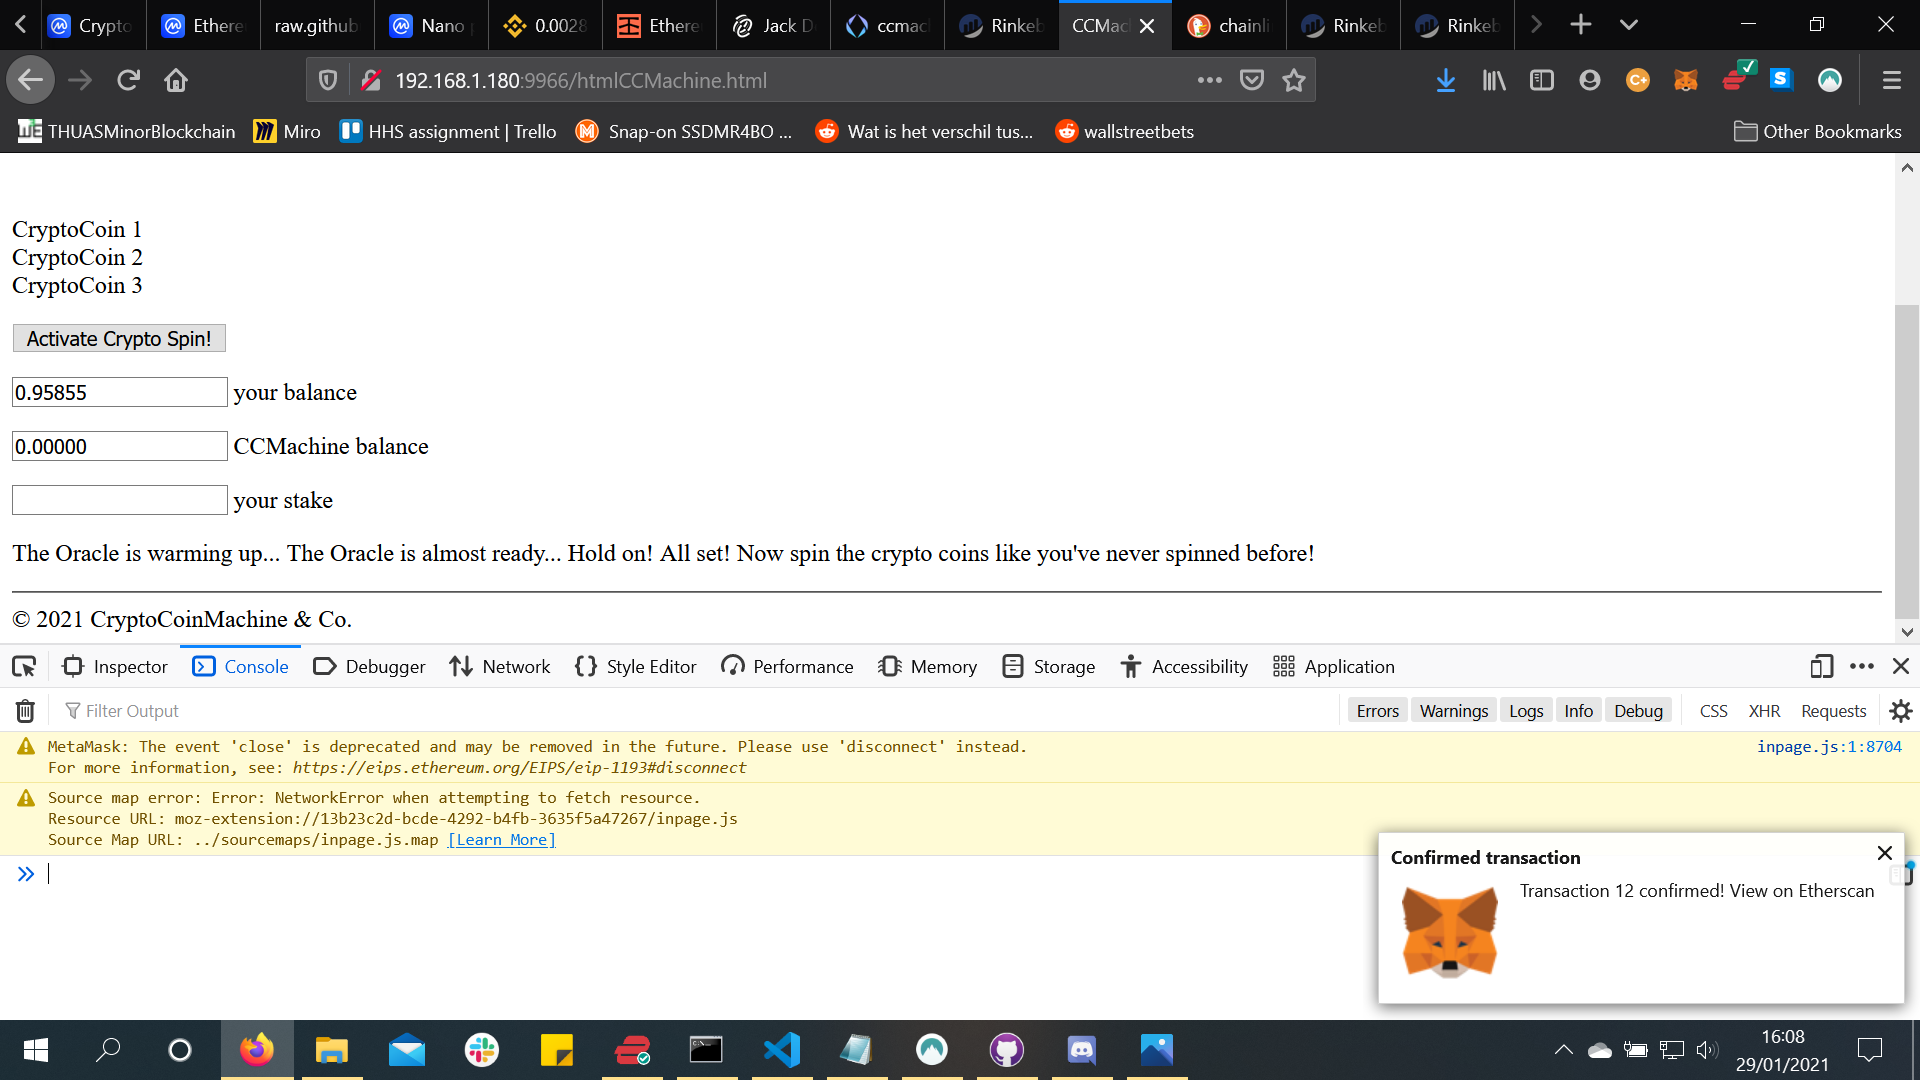 Crypto
Ethere
raw.github
Nano p
0.0028
Ethere
Jack D
ccmach
Rinkeb
CCMac
chainli
Rinkeb
Rinkeb
192.168.1.180:9966/htmlCCMachine.html
THUASMinorBlockchain
Miro
HHS assignment | Trello
Snap-on SSDMR4BO ...
Wat is het verschil tus...
wallstreetbets
Other Bookmarks
CryptoCoin 1
CryptoCoin 2
CryptoCoin 3
Activate Crypto Spin!
0.95855 your balance
0.00000 CCMachine balance
your stake
The Oracle is warming up... The Oracle is almost ready... Hold on! All set! Now spin the crypto coins like you've never spinned before!
© 2021 CryptoCoinMachine & Co.
Inspector
Console
Debugger
Network
Style Editor
Performance
Memory
Storage
Accessibility
Application
Filter Output
Errors
Warnings
Logs
Info
Debug
CSS
XHR
Requests
MetaMask: The event 'close' is deprecated and may be removed in the future. Please use 'disconnect' instead. inpage.js:1:8704
For more information, see: https://eips.ethereum.org/EIPS/eip-1193#disconnect
Source map error: Error: NetworkError when attempting to fetch resource.
Resource URL: moz-extension://13b23c2d-bcde-4292-b4fb-3635f5a47267/inpage.js
Source Map URL: ../sourcemaps/inpage.js.map [Learn More]
Confirmed transaction
Transaction 12 confirmed! View on Etherscan
16:08
29/01/2021